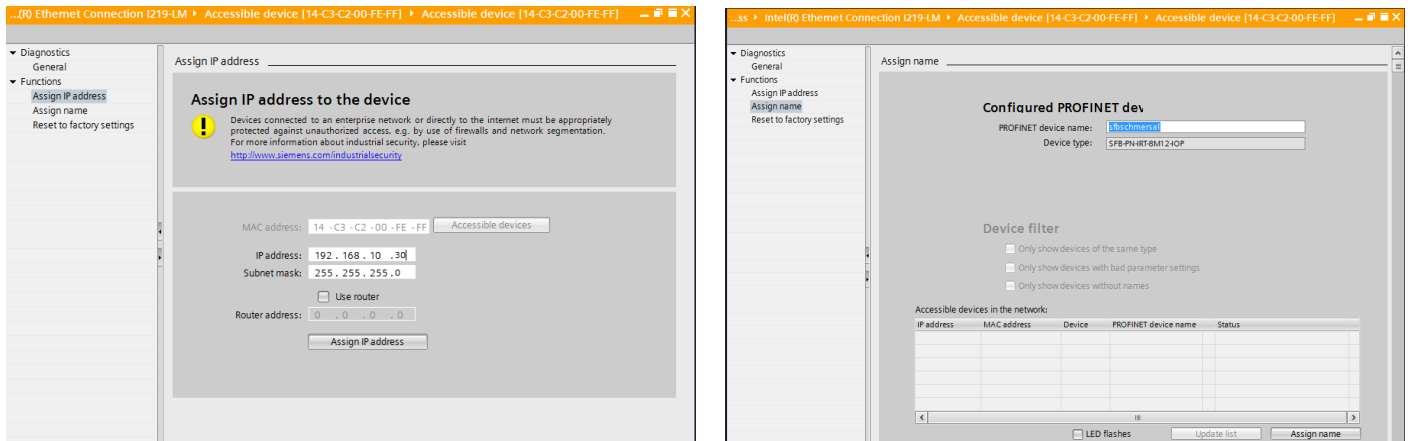 ...(R) Ethernet Connection I219-LM ▸ Accessible device [14-C3-C2-00-FE-FF] ▸ Accessible device [14-C3-C2-00-FE-FF]
Diagnostics
General
Functions
Assign IP address
Assign name
Reset to factory settings
Assign IP address
Assign IP address to the device
Devices connected to an enterprise network or directly to the internet must be appropriately
protected against unauthorized access, e.g. by use of firewalls and network segmentation.
For more information about industrial security, please visit
http://www.siemens.com/industrialsecurity
MAC address: 14 -C3 -C2 -00 -FE -FF Accessible devices
IP address: 192 . 168 . 10 .30
Subnet mask: 255 . 255 . 255 .0
Use router
Router address: 0 .0 .0 .0
Assign IP address
...ss ▸ Intel(R) Ethernet Connection I219-LM ▸ Accessible device [14-C3-C2-00-FE-FF] ▸ Accessible device [14-C3-C2-00-FE-FF]
Diagnostics
General
Functions
Assign IP address
Assign name
Reset to factory settings
Assign name
Configured PROFINET dev
PROFINET device name: sfbschmersal
Device type: SFB-PN-IRT-8M12-IOP
Device filter
Only show devices of the same type
Only show devices with bad parameter settings
Only show devices without names
Accessible devices in the network:
IP address MAC address Device PROFINET device name Status
LED flashes Update list Assign name